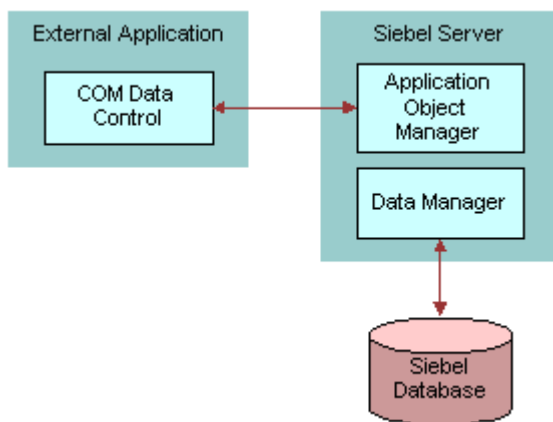 External Application
COM Data
Control
Siebel Server
Application
Object
Manager
Data Manager
Siebel
Database